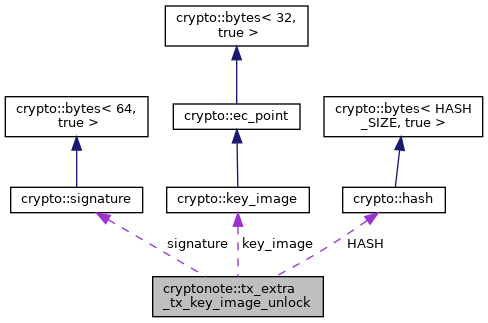 crypto::bytes< 32,
true >
crypto::bytes< 64,
true >
crypto::ec_point
crypto::bytes< HASH
_SIZE, true >
crypto::signature
crypto::key_image
crypto::hash
signature
key_image
HASH
cryptonote::tx_extra
_tx_key_image_unlock